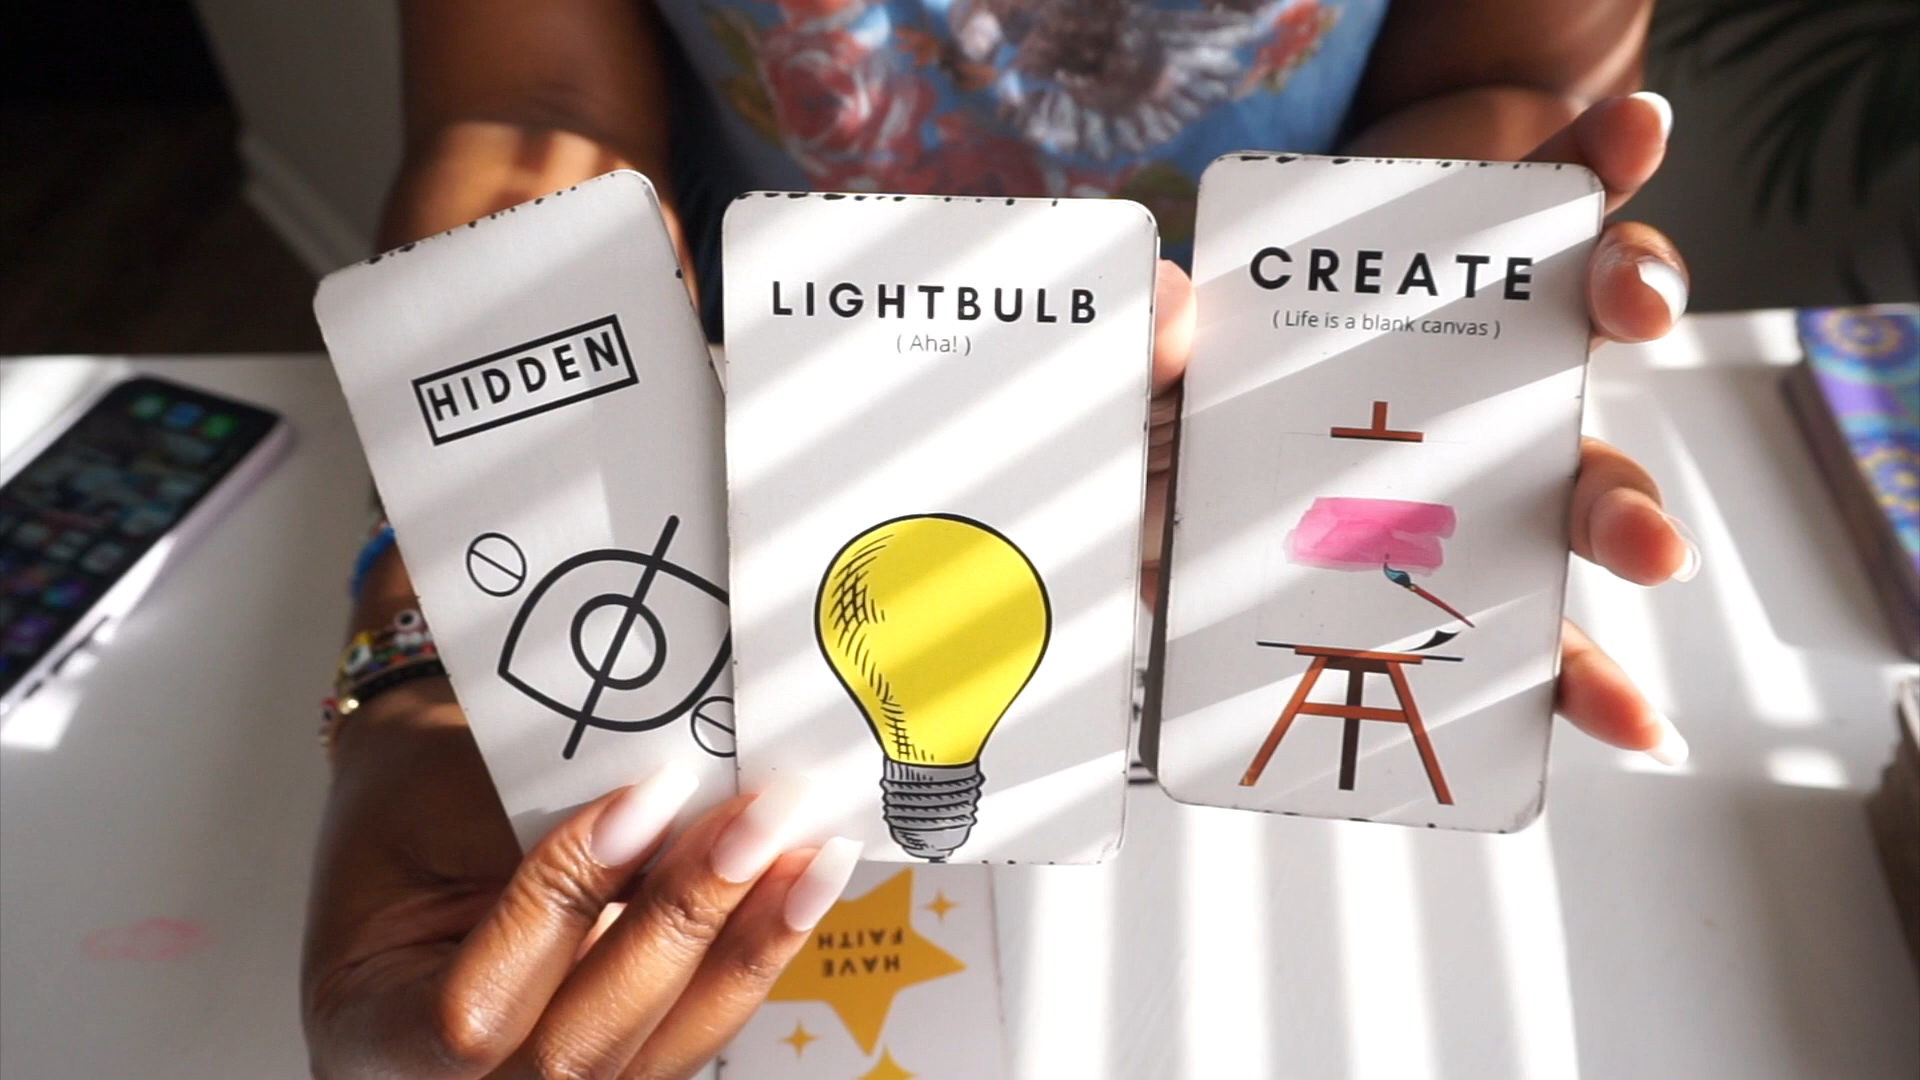 HIDDEN
LIGHTBULB
( Aha! )
CREATE
( Life is a blank canvas )
HAVE
FAITH